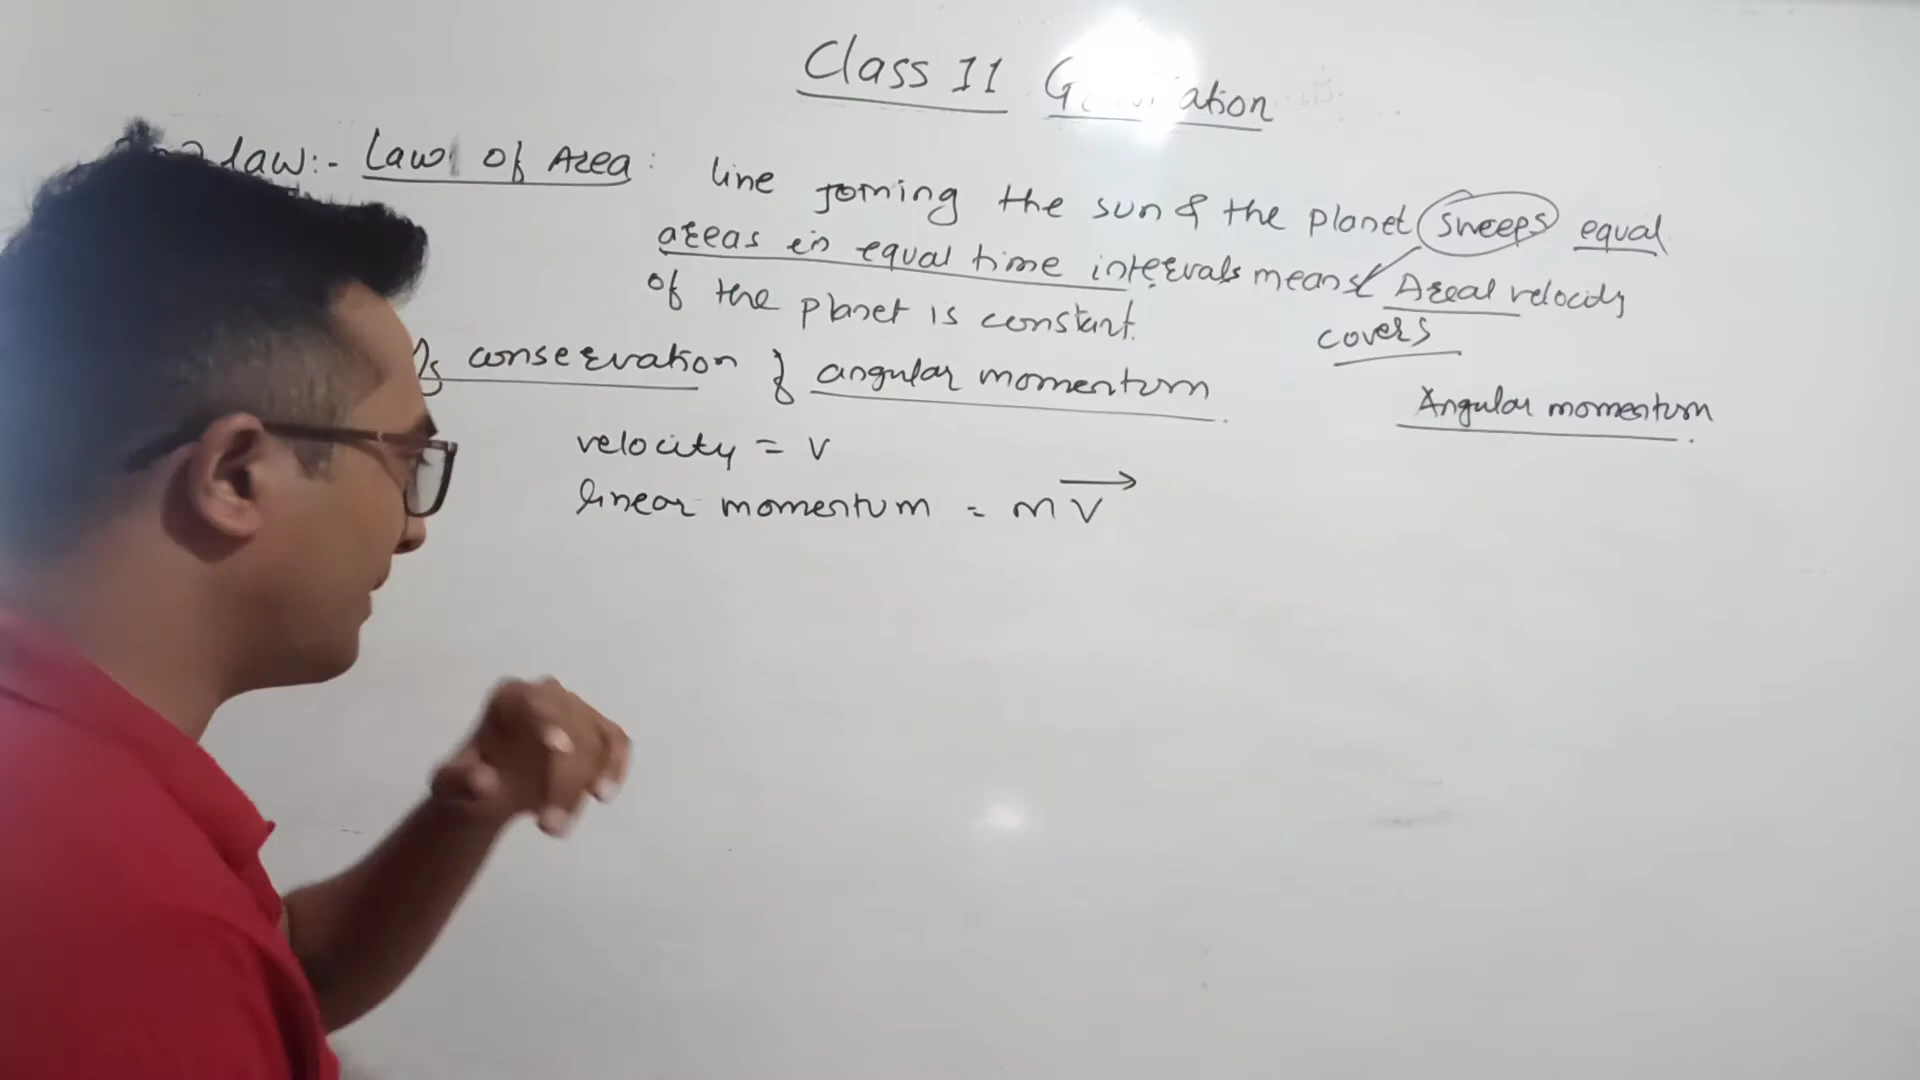 Class 11 Gravitation
law:- Law of Area: line joining the sun & the planet sweeps equal
areas in equal time intervals means Areal velocity
of the planet is constant.
covers
conservation of angular momentum.
Angular momentum.
velocity = v
linear momentum = mv⃗